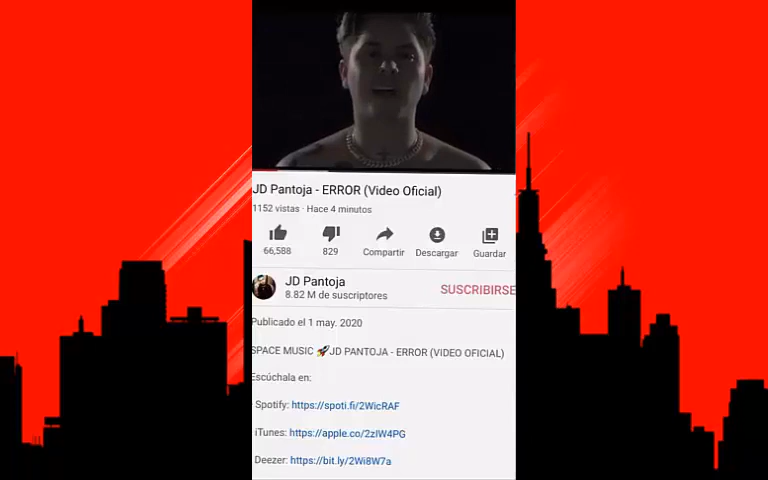 JD Pantoja - ERROR (Video Oficial)
1152 vistas · Hace 4 minutos
66,588 829 Compartir Descargar Guardar
JD Pantoja
8.82 M de suscriptores
SUSCRIBIRSE
Publicado el 1 may. 2020
SPACE MUSIC 🚀JD PANTOJA - ERROR (VIDEO OFICIAL)
Escúchala en:
Spotify: https://spoti.fi/2WicRAF
iTunes: https://apple.co/2zIW4PG
Deezer: https://bit.ly/2Wi8W7a